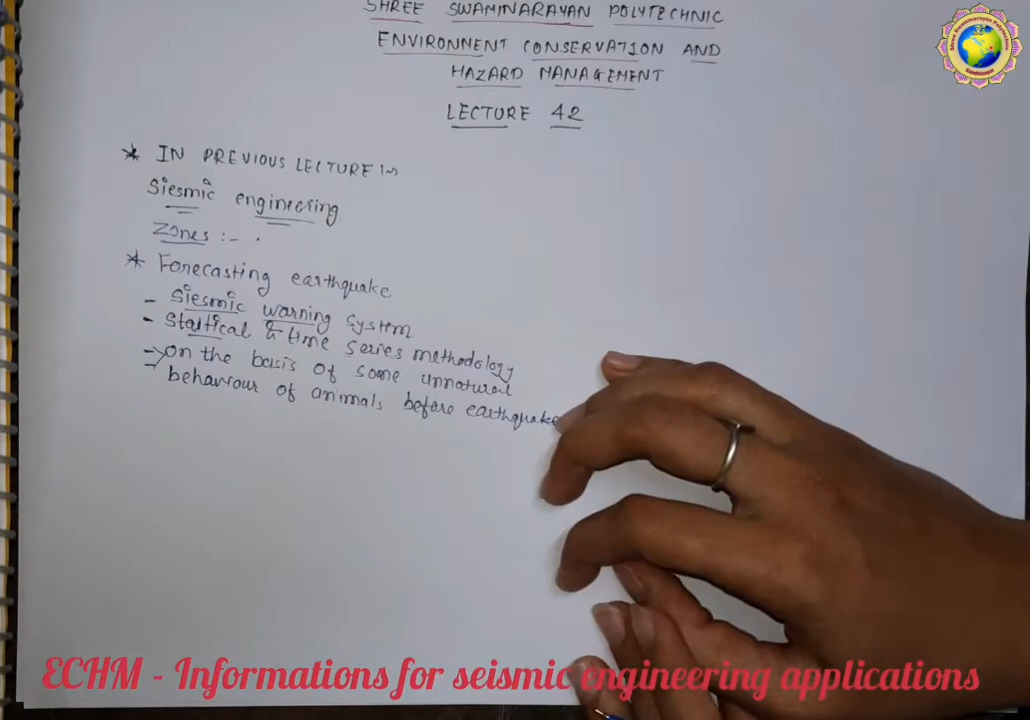 SHREE SWAMINARAYAN POLYTECHNIC
ENVIRONMENT CONSERVATION AND
HAZARD MANAGEMENT
LECTURE 42
* IN PREVIOUS LECTURE :~
Siesmic engineering
Zones :- .
* Forecasting earthquake
- Siesmic warning system
- Stastical & time series methodology
-> on the basis of some unnatural
- behaviour of animals before earthquake
ECHM - Informations for seismic engineering applications